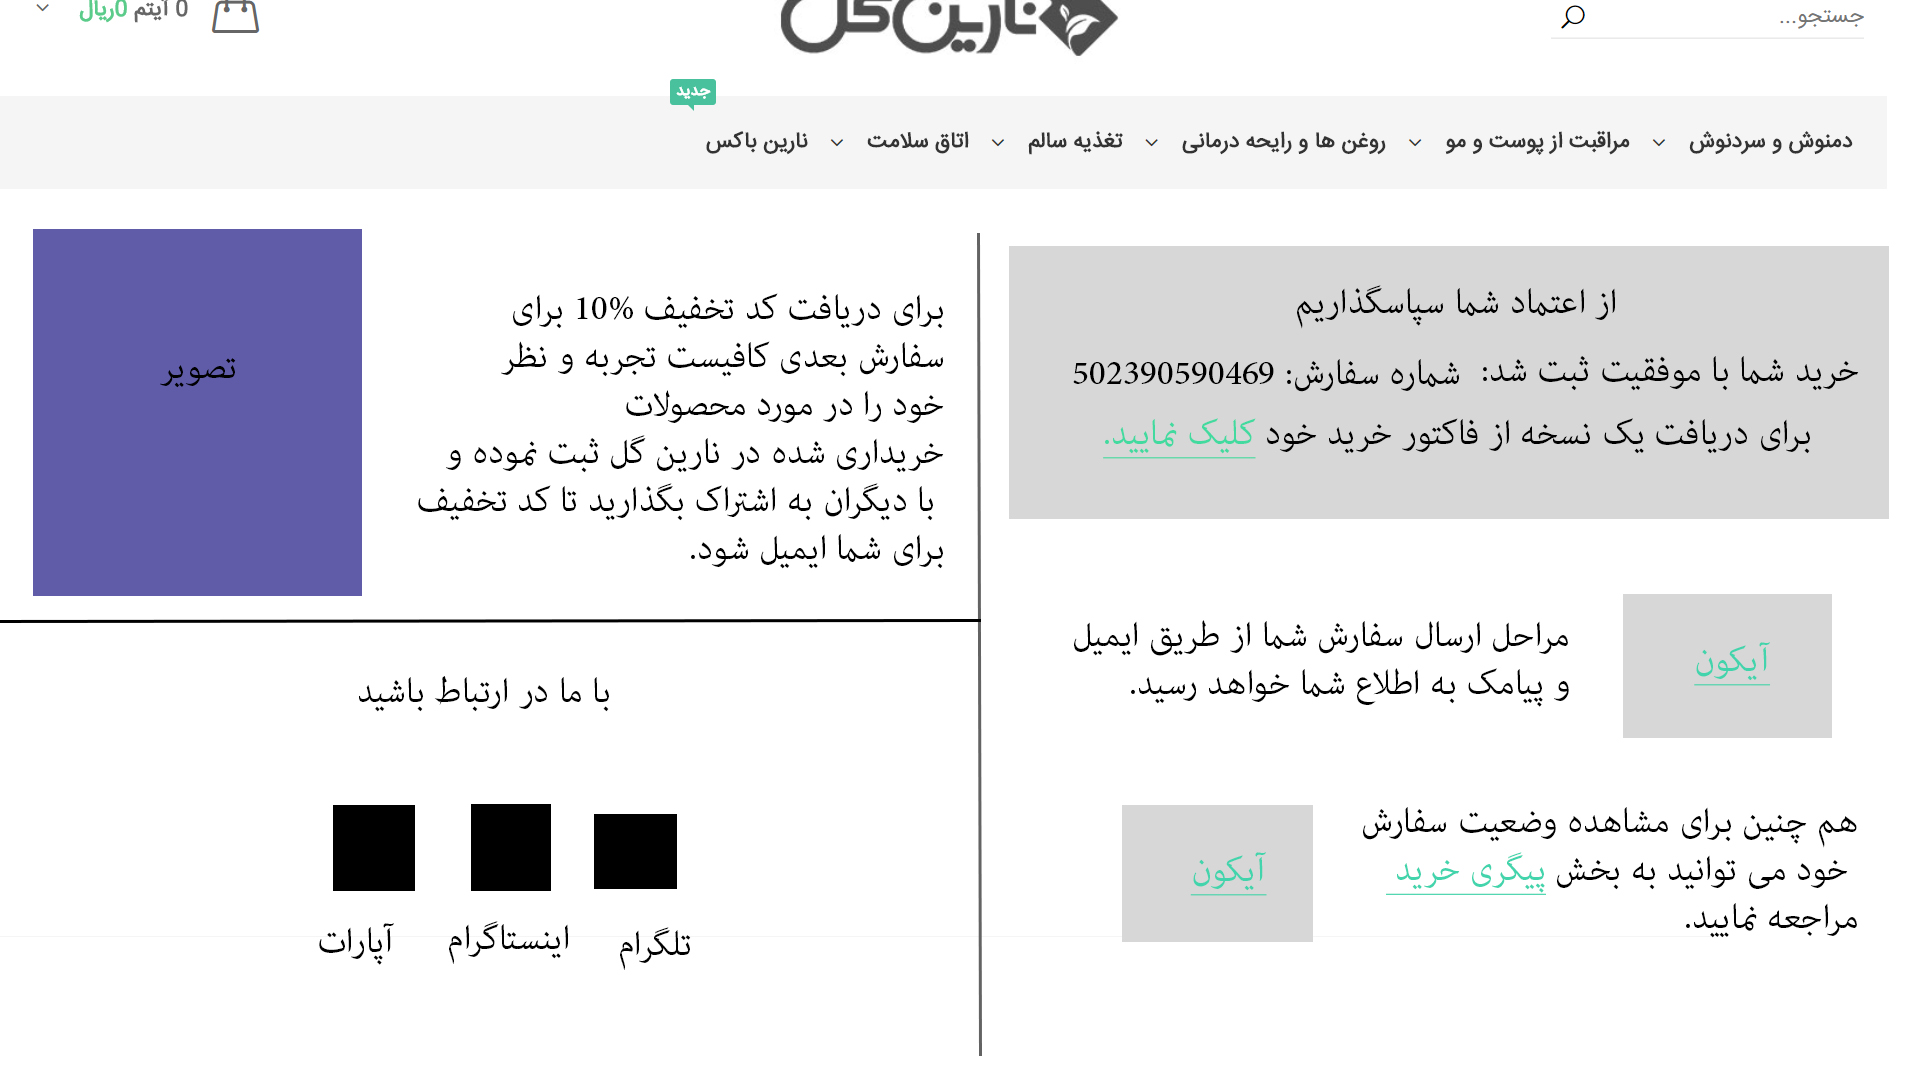 جستجو...
نارین گل
0 آیتم 0ریال
جدید
دمنوش و سردنوش
مراقبت از پوست و مو
روغن ها و رایحه درمانی
تغذیه سالم
اتاق سلامت
نارین باکس
از اعتماد شما سپاسگذاریم
خرید شما با موفقیت ثبت شد: شماره سفارش: 502390590469
برای دریافت یک نسخه از فاکتور خرید خود کلیک نمایید.
آیکون
مراحل ارسال سفارش شما از طریق ایمیل
و پیامک به اطلاع شما خواهد رسید.
هم چنین برای مشاهده وضعیت سفارش
خود می توانید به بخش پیگری خرید
مراجعه نمایید.
آیکون
برای دریافت کد تخفیف 10% برای
سفارش بعدی کافیست تجربه و نظر
خود را در مورد محصولات
خریداری شده در نارین گل ثبت نموده و
با دیگران به اشتراک بگذارید تا کد تخفیف
برای شما ایمیل شود.
تصویر
با ما در ارتباط باشید
تلگرام
اینستاگرام
آپارات